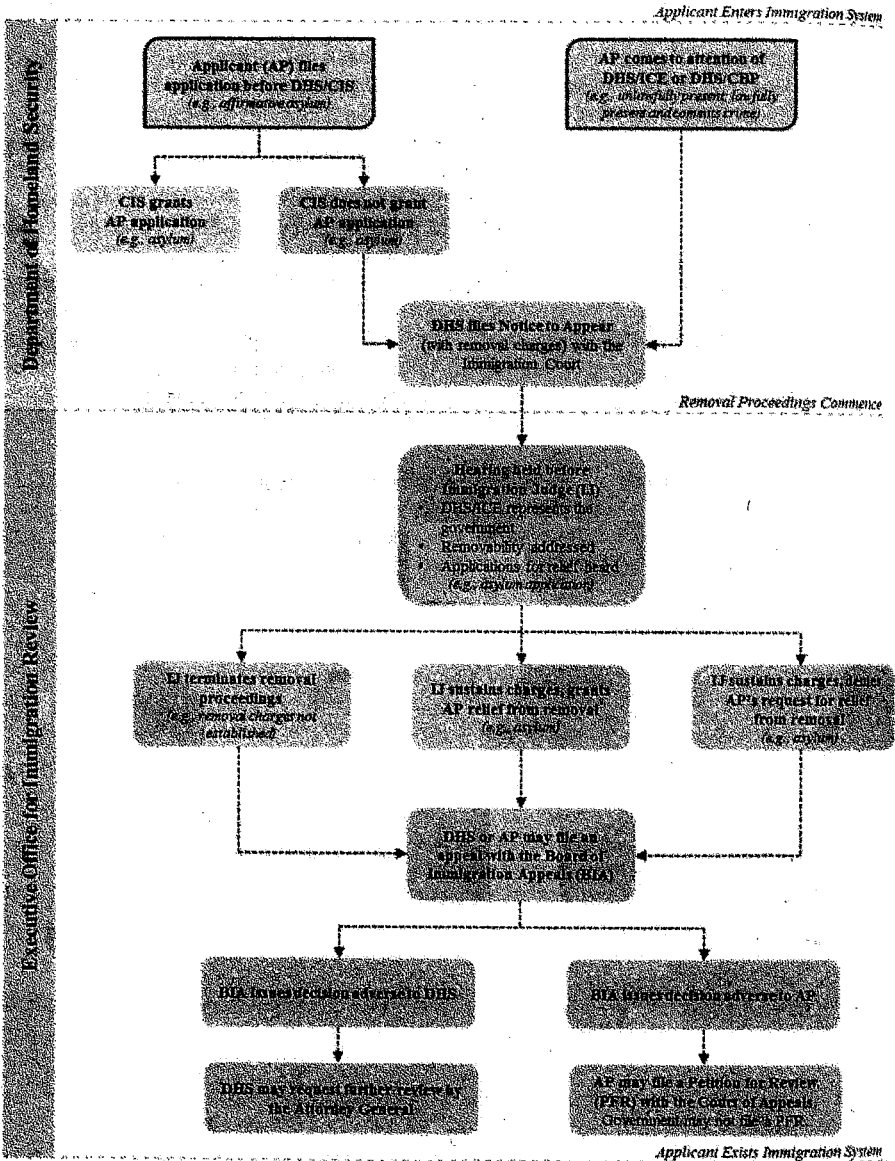 Applicant Enters Immigration System
Department of Homeland Security
Applicant (AP) files
application before DHS/CIS
(e.g., affirmative asylum)
AP comes to attention of
DHS/ICE or DHS/CBP
(e.g., unlawfully present, lawfully
present and commits crime)
CIS grants
AP application
(e.g., asylum)
CIS does not grant
AP application
(e.g., asylum)
DHS files Notice to Appear
(with removal charges) with the
Immigration Court
Removal Proceedings Commence
Executive Office for Immigration Review
Hearing held before
Immigration Judge (IJ)
• DHS/ICE represents the
government
• Removability addressed
• Applications for relief heard
(e.g., asylum application)
IJ terminates removal
proceedings
(e.g., removal charges not
established)
IJ sustains charges, grants
AP relief from removal
(e.g., asylum)
IJ sustains charges, denies
AP's request for relief
from removal
(e.g., asylum)
DHS or AP may file an
appeal with the Board of
Immigration Appeals (BIA)
BIA issues decision adverse to DHS
BIA issues decision adverse to AP
DHS may request further review by
the Attorney General
AP may file a Petition for Review
(PFR) with the Court of Appeals.
Government may not file a PFR.
Applicant Exists Immigration System